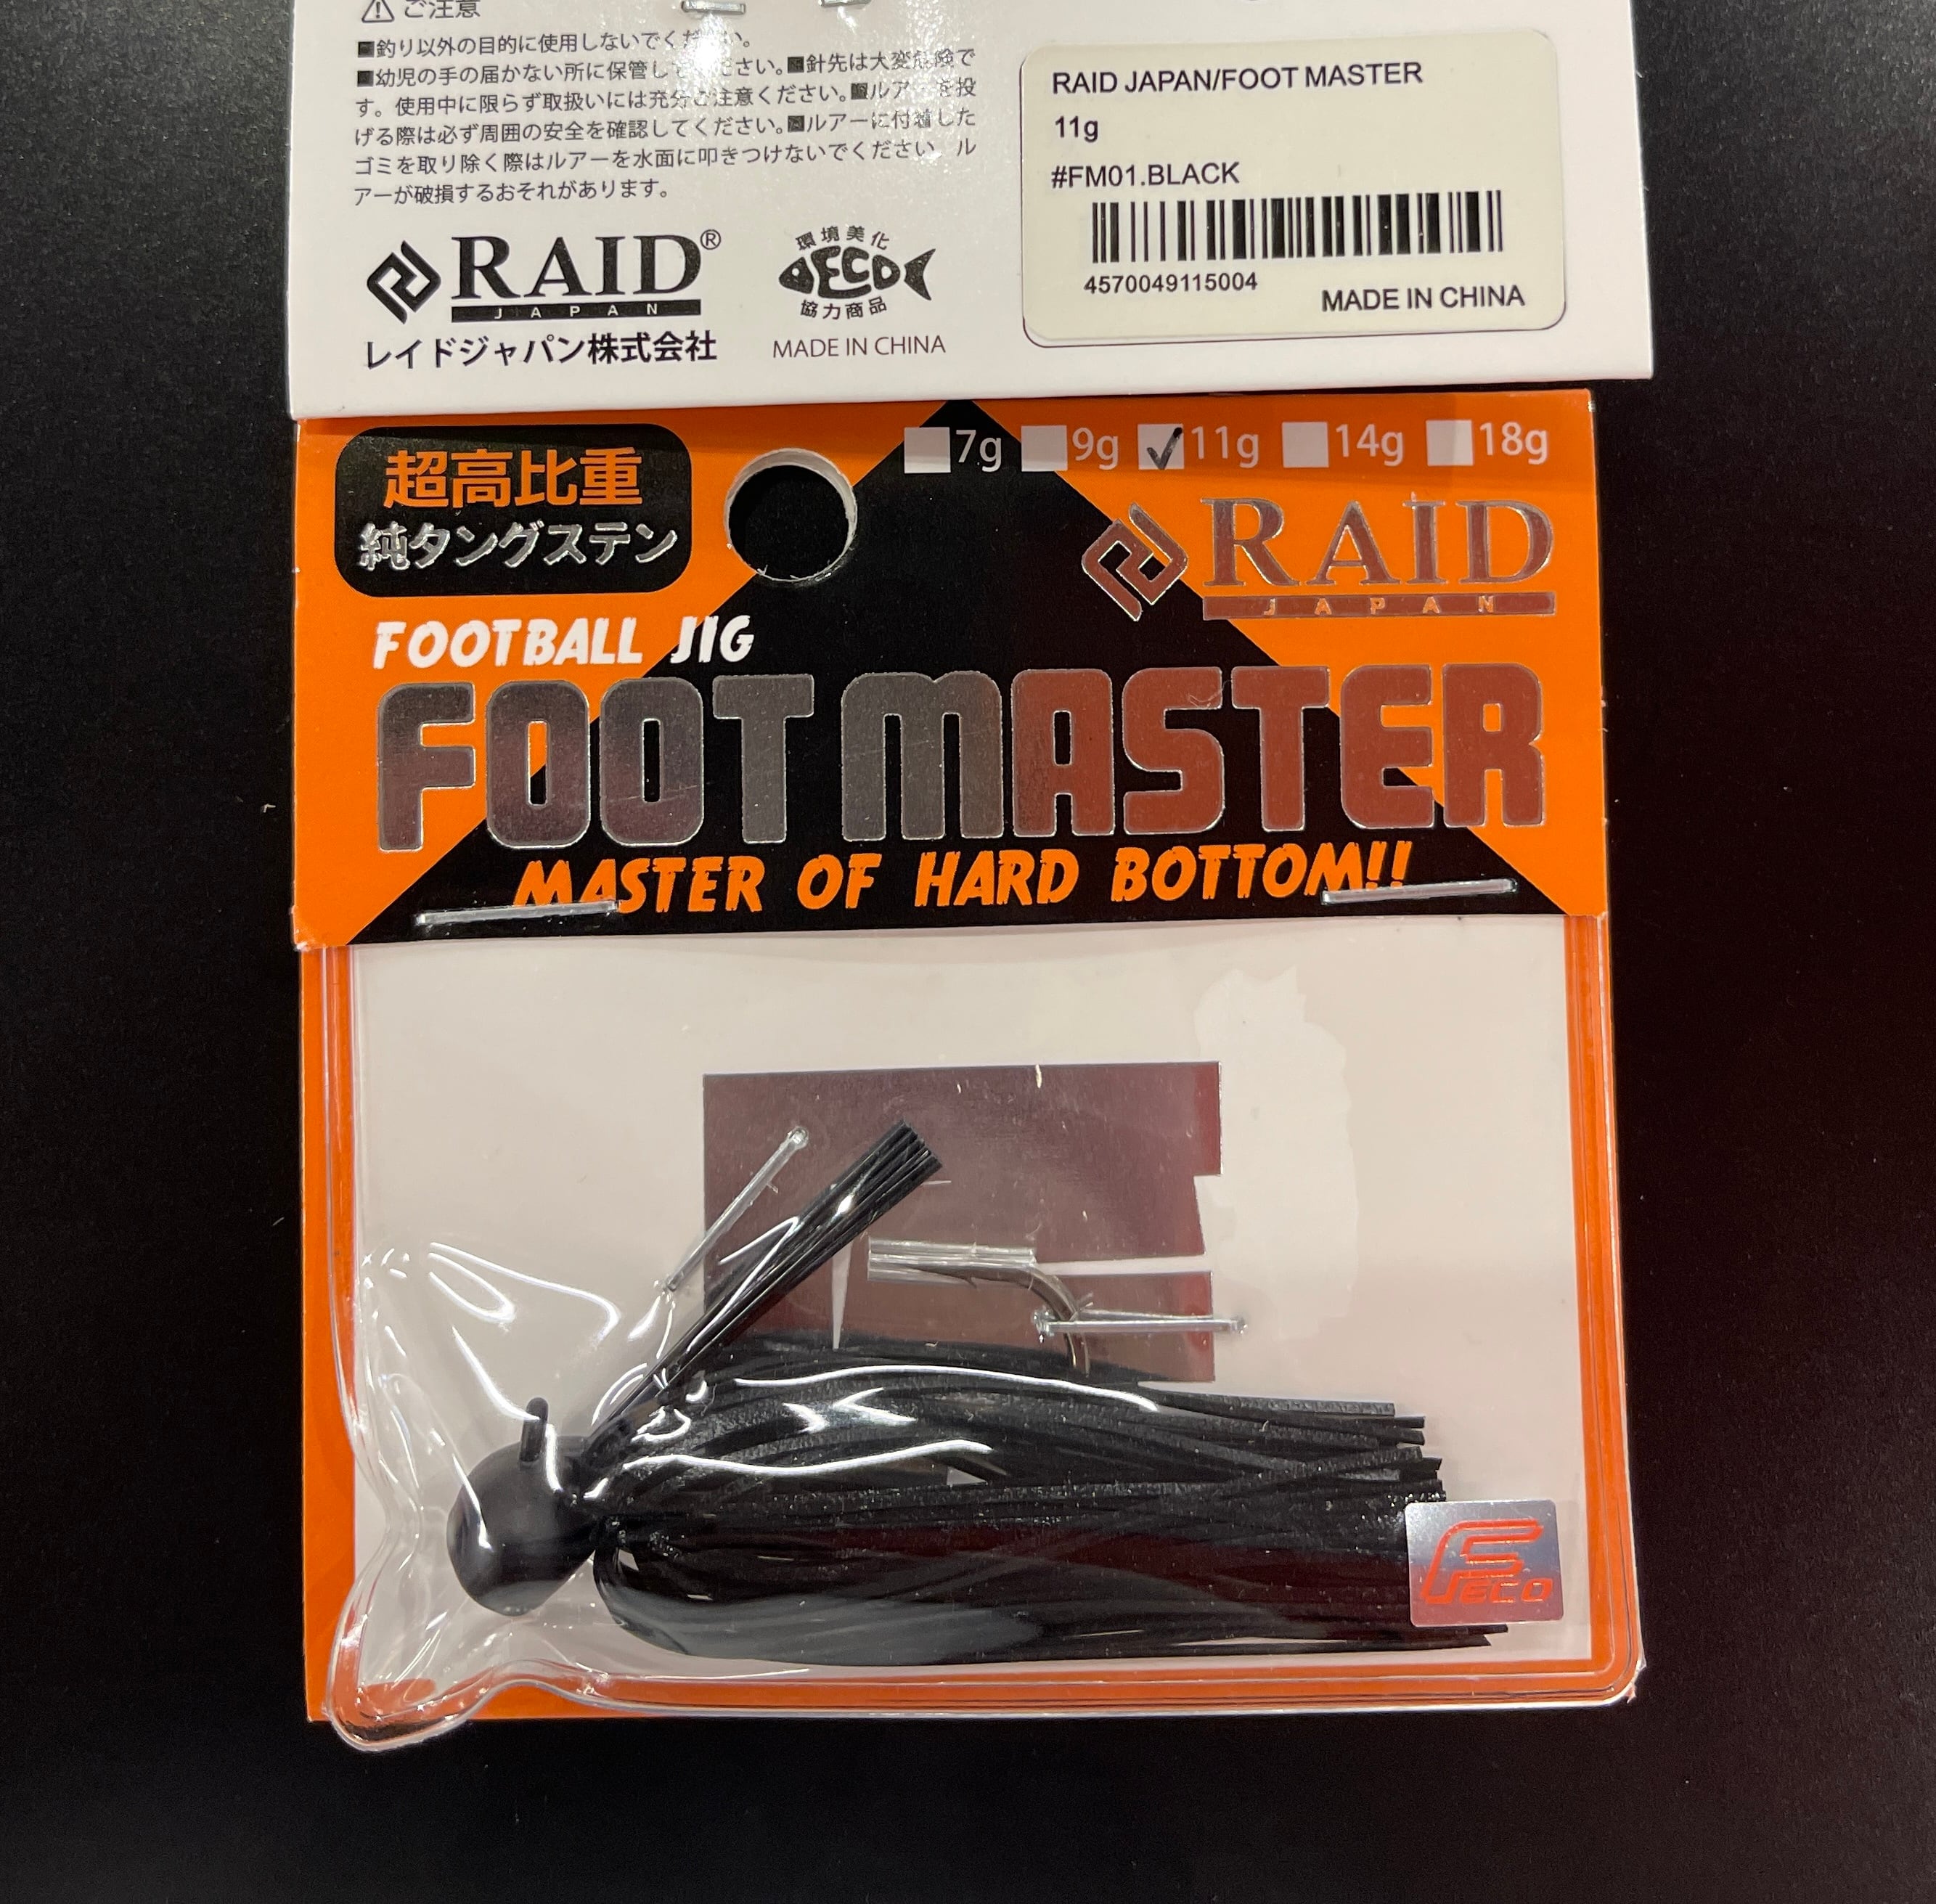 ご注意
■釣り以外の目的に使用しないでください。
■幼児の手の届かない所に保管してください。■針先は大変危険で
す。使用中に限らず取扱いには充分ご注意ください。■ルアーを投
げる際は必ず周囲の安全を確認してください。■ルアーに付着した
ゴミを取り除く際はルアーを水面に叩きつけないでください ル
アーが破損するおそれがあります。
RAID®
JAPAN
レイドジャパン株式会社
環境美化
ECO
協力商品
MADE IN CHINA
RAID JAPAN/FOOT MASTER
11g
#FM01.BLACK
4570049115004
MADE IN CHINA
超高比重
純タングステン
7g 9g 11g 14g 18g
RAID
JAPAN
FOOTBALL JIG
FOOT MASTER
MASTER OF HARD BOTTOM!!
FECO